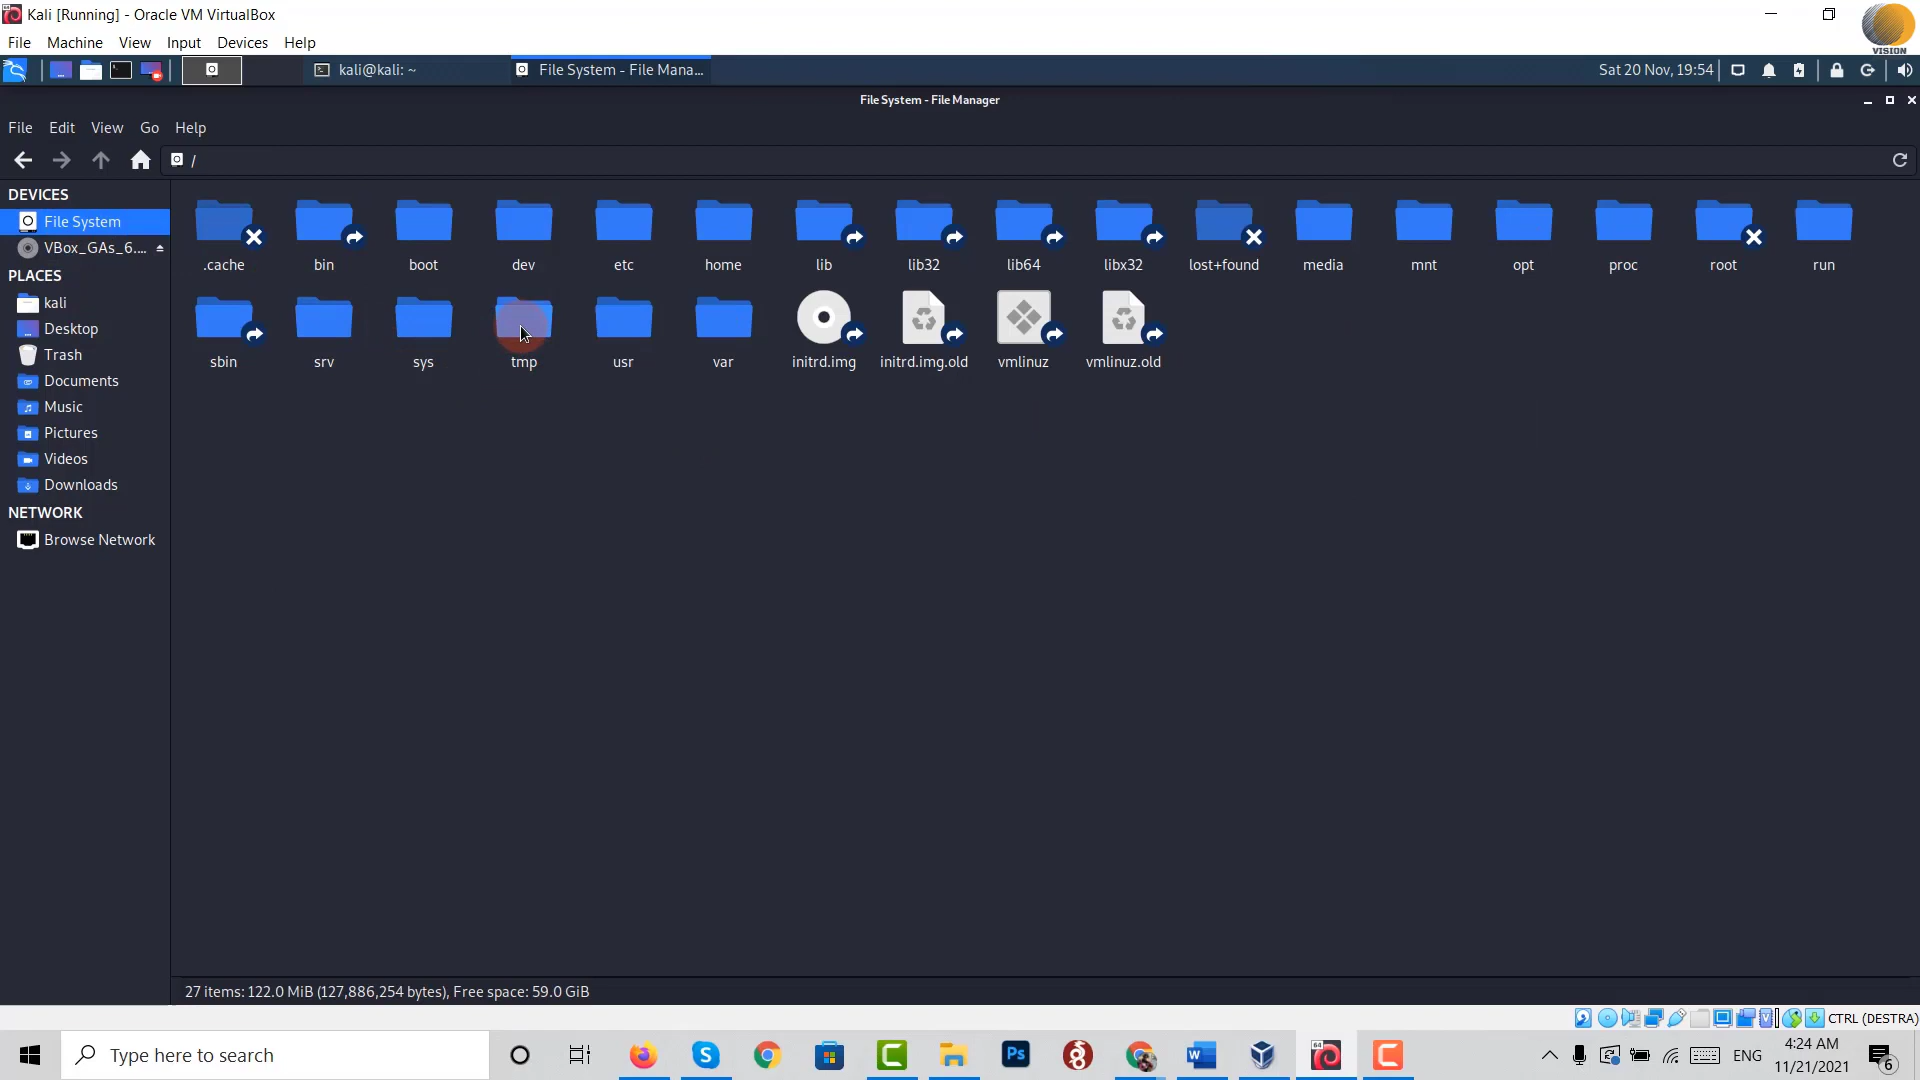 Kali [Running] - Oracle VM VirtualBox
VISION
File Machine View Input Devices Help
kali@kali: ~
File System - File Mana...
Sat 20 Nov, 19:54
File System - File Manager
File Edit View Go Help
/
DEVICES
File System
VBox_GAs_6....
PLACES
kali
Desktop
Trash
Documents
Music
Pictures
Videos
Downloads
NETWORK
Browse Network
.cache bin boot dev etc home lib lib32 lib64 libx32 lost+found media mnt opt proc root run
sbin srv sys tmp usr var initrd.img initrd.img.old vmlinuz vmlinuz.old
27 items: 122.0 MiB (127,886,254 bytes), Free space: 59.0 GiB
CTRL (DESTRA)
Type here to search
Ps
W
64
ENG
4:24 AM
11/21/2021
6